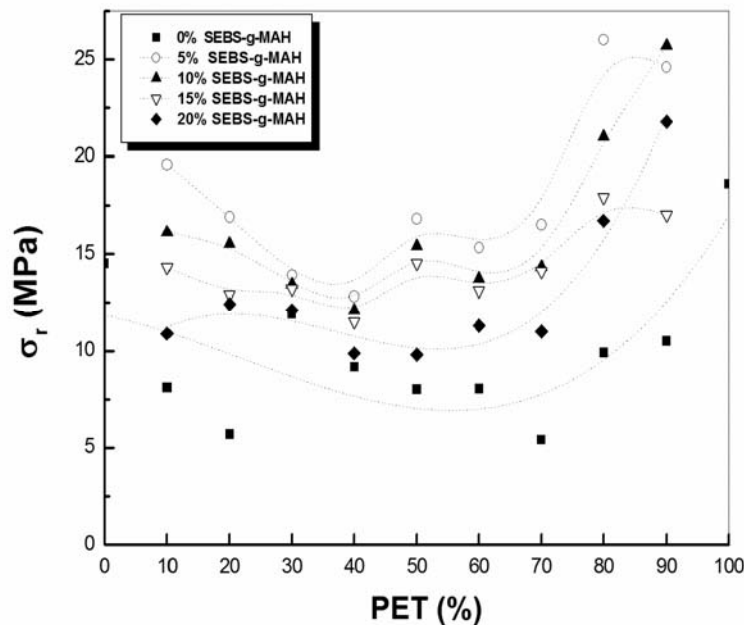 0% SEBS-g-MAH
5% SEBS-g-MAH
10% SEBS-g-MAH
15% SEBS-g-MAH
20% SEBS-g-MAH
25
20
15
10
5
0
σr (MPa)
0 10 20 30 40 50 60 70 80 90 100
PET (%)